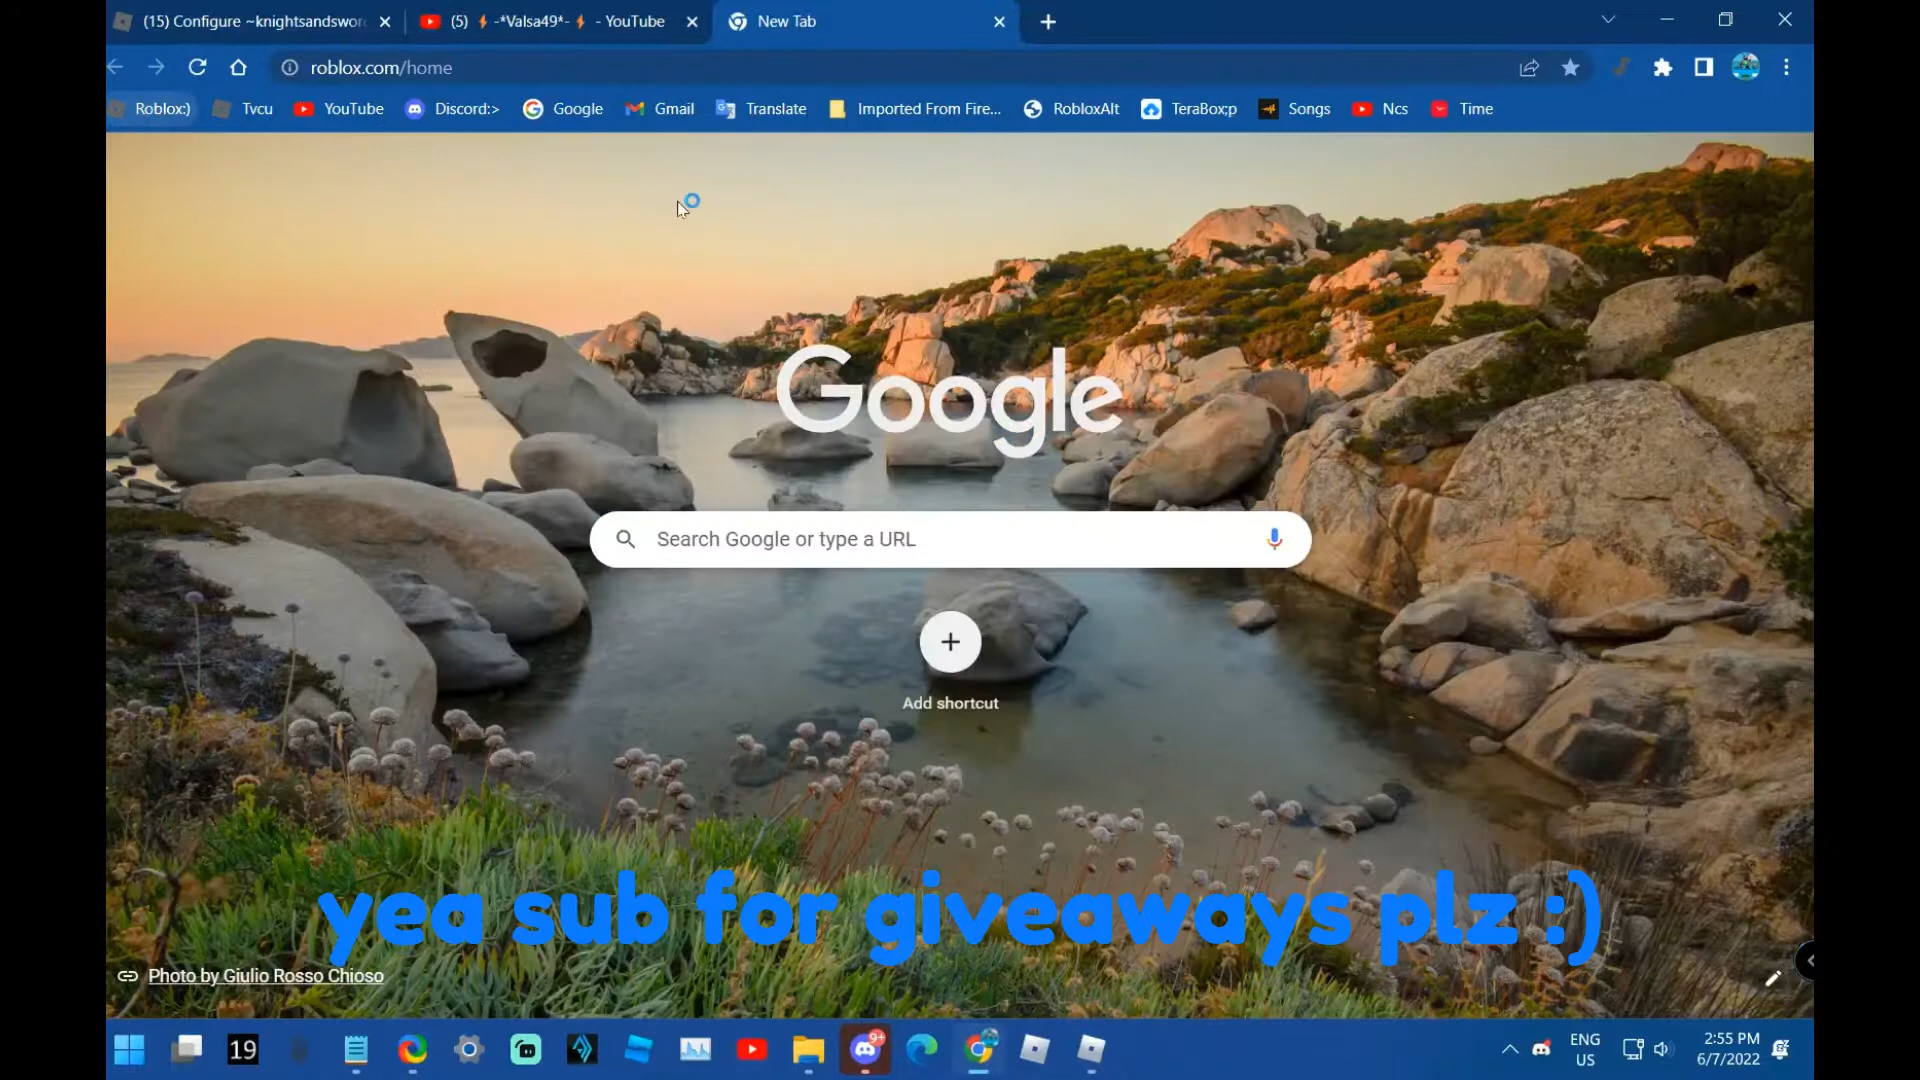 (15) Configure ~knightsandsword
(5) ⚡ -*Valsa49*- ⚡ - YouTube
New Tab
roblox.com/home
Roblox:)
Tvcu
YouTube
Discord:>
Google
Gmail
Translate
Imported From Fire...
RobloxAlt
TeraBox;p
Songs
Ncs
Time
Google
Search Google or type a URL
Add shortcut
yea sub for giveaways plz :)
Photo by Giulio Rosso Chioso
19
9+
ENG
US
2:55 PM
6/7/2022